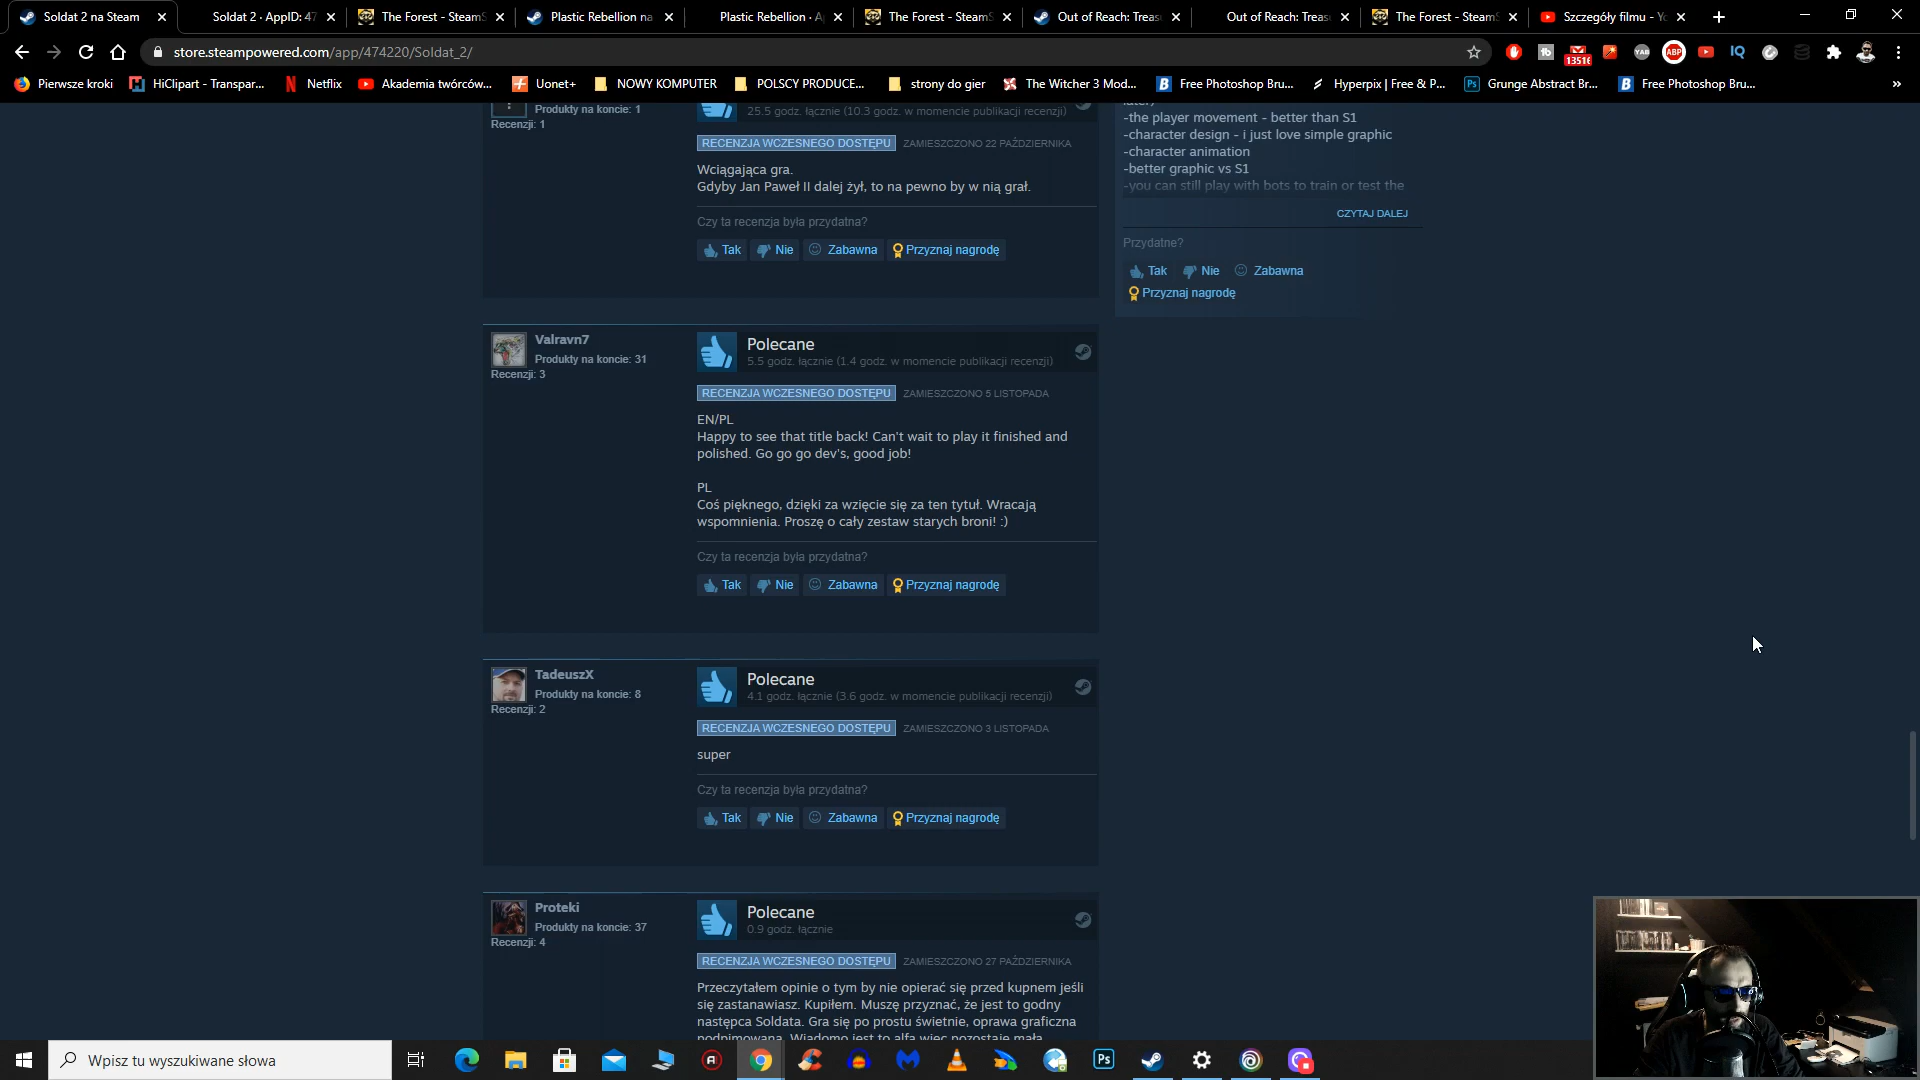 Soldat 2 na Steam
Soldat 2 · AppID: 47
The Forest - SteamS
Plastic Rebellion na
Plastic Rebellion · A
The Forest - SteamS
Out of Reach: Treas
Out of Reach: Treas
The Forest - SteamS
Szczegóły filmu - Yo
store.steampowered.com/app/474220/Soldat_2/
13516
Pierwsze kroki
HiClipart - Transpar...
Netflix
Akademia twórców...
Uonet+
NOWY KOMPUTER
POLSCY PRODUCE...
strony do gier
The Witcher 3 Mod...
Free Photoshop Bru...
Hyperpix | Free & P...
Grunge Abstract Br...
Free Photoshop Bru...
Produkty na koncie: 1
Recenzji: 1
25.5 godz. łącznie (10.3 godz. w momencie publikacji recenzji)
RECENZJA WCZESNEGO DOSTĘPU ZAMIESZCZONO 22 PAŹDZIERNIKA
Wciągająca gra.
Gdyby Jan Paweł II dalej żył, to na pewno by w nią grał.
Czy ta recenzja była przydatna?
Tak Nie Zabawna Przyznaj nagrodę
Valravn7
Produkty na koncie: 31
Recenzji: 3
Polecane
5.5 godz. łącznie (1.4 godz. w momencie publikacji recenzji)
RECENZJA WCZESNEGO DOSTĘPU ZAMIESZCZONO 5 LISTOPADA
EN/PL
Happy to see that title back! Can't wait to play it finished and
polished. Go go go dev's, good job!
PL
Coś pięknego, dzięki za wzięcie się za ten tytuł. Wracają
wspomnienia. Proszę o cały zestaw starych broni! :)
Czy ta recenzja była przydatna?
Tak Nie Zabawna Przyznaj nagrodę
TadeuszX
Produkty na koncie: 8
Recenzji: 2
Polecane
4.1 godz. łącznie (3.6 godz. w momencie publikacji recenzji)
RECENZJA WCZESNEGO DOSTĘPU ZAMIESZCZONO 3 LISTOPADA
super
Czy ta recenzja była przydatna?
Tak Nie Zabawna Przyznaj nagrodę
Proteki
Produkty na koncie: 37
Recenzji: 4
Polecane
0.9 godz. łącznie
RECENZJA WCZESNEGO DOSTĘPU ZAMIESZCZONO 27 PAŹDZIERNIKA
Przeczytałem opinie o tym by nie opierać się przed kupnem jeśli
się zastanawiasz. Kupiłem. Muszę przyznać, że jest to godny
następca Soldata. Gra się po prostu świetnie, oprawa graficzna
podpimpowana. Wiadomo jest to alfa więc pozostaje mała
later)
-the player movement - better than S1
-character design - i just love simple graphic
-character animation
-better graphic vs S1
-you can still play with bots to train or test the
CZYTAJ DALEJ
Przydatne?
Tak Nie Zabawna
Przyznaj nagrodę
Wpisz tu wyszukiwane słowa